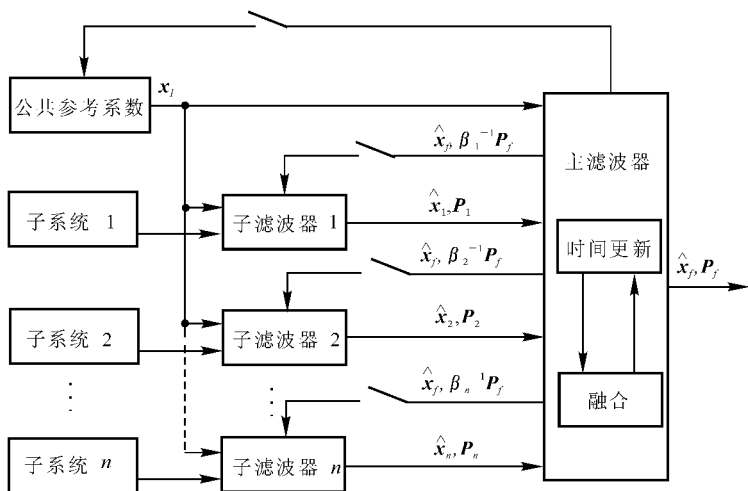 x_I
公共参考系数
x̂_f, β_1^{-1}P_f
主滤波器
子系统 1
子滤波器 1
x̂_1, P_1
时间更新
x̂_f, β_2^{-1}P_f
x̂_f, P_f
子系统 2
子滤波器 2
x̂_2, P_2
x̂_f, β_n^{-1}P_f
融合
子系统 n
子滤波器 n
x̂_n, P_n